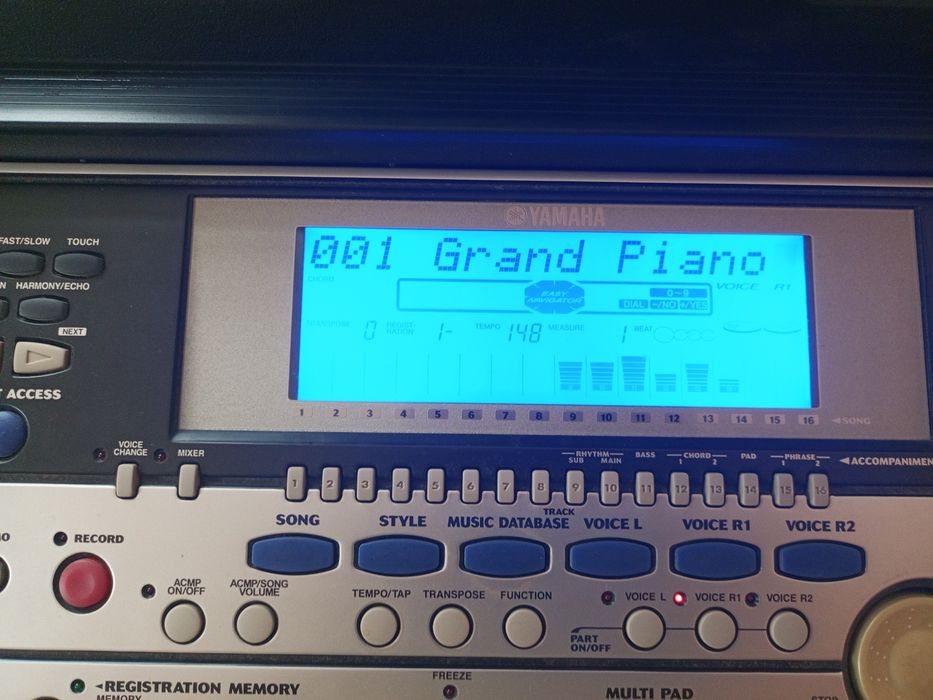 YAMAHA
001 Grand Piano
CHORD
EASY NAVIGATOR
0~9
DIAL -/NO +/YES
VOICE R1
TRANSPOSE 0 REGIST-RATION 1- TEMPO 148 MEASURE 1 BEAT
1 2 3 4 5 6 7 8 9 10 11 12 13 14 15 16 ◄SONG
FAST/SLOW TOUCH
HARMONY/ECHO
NEXT
ACCESS
VOICE CHANGE MIXER
RHYTHM SUB MAIN BASS CHORD 1 2 PAD PHRASE 1 2 ◄ACCOMPANIMEN
1 2 3 4 5 6 7 8 9 10 11 12 13 14 15 16
TRACK
SONG STYLE MUSIC DATABASE VOICE L VOICE R1 VOICE R2
RECORD
ACMP ON/OFF ACMP/SONG VOLUME TEMPO/TAP TRANSPOSE FUNCTION VOICE L VOICE R1 VOICE R2
PART ON/OFF
◄REGISTRATION MEMORY FREEZE MULTI PAD
MEMORY STOP